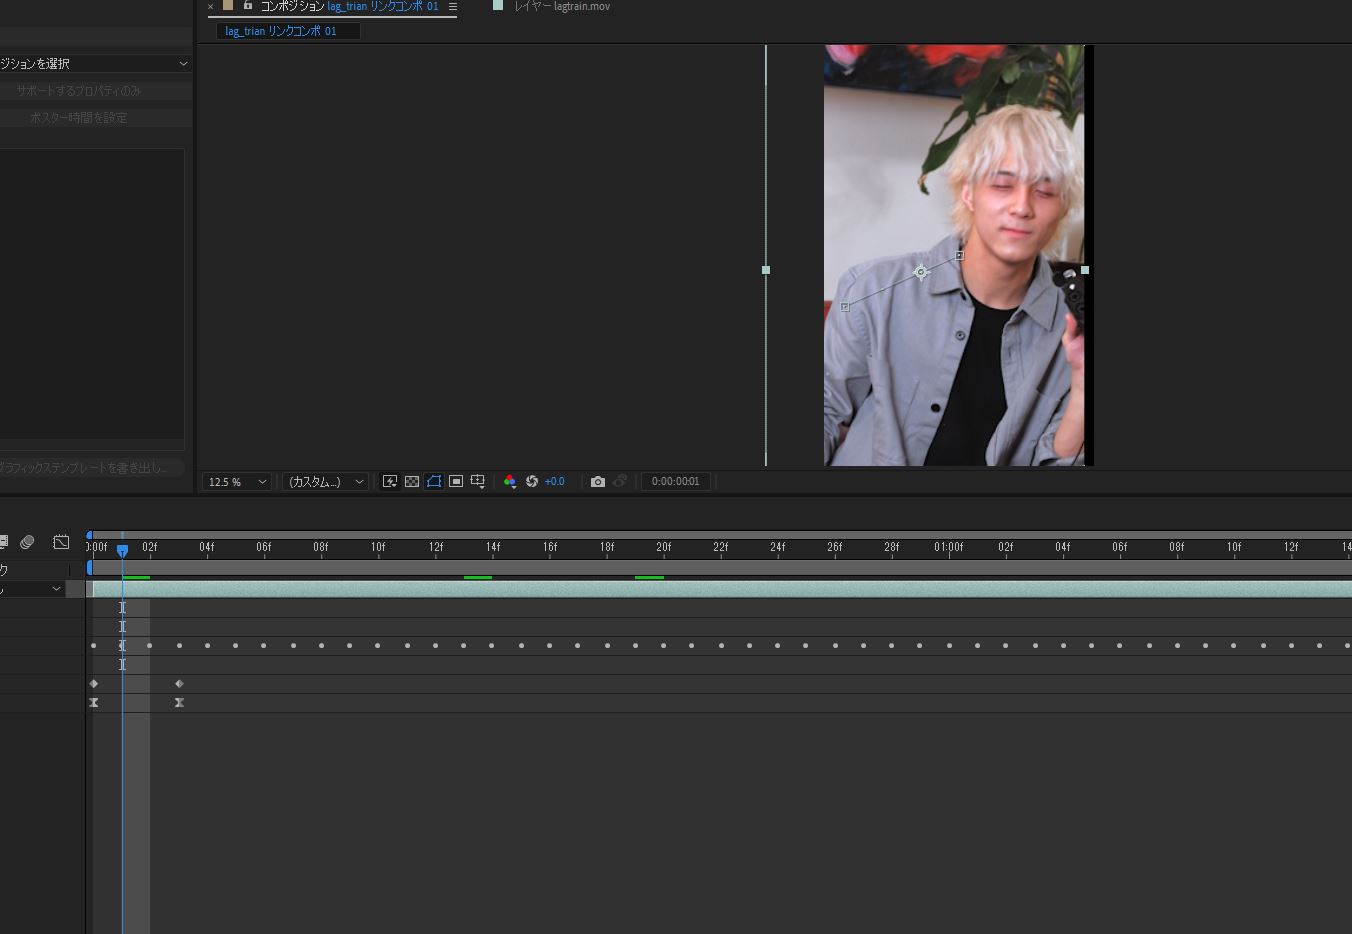 コンポジション lag_trian リンクコンポ 01
レイヤー lagtrain.mov
lag_trian リンクコンポ 01
ジションを選択
サポートするプロパティのみ
ポスター時間を設定
グラフィックステンプレートを書き出し...
12.5 %
(カスタム...)
+0.0
0:00:00:01
0:00f 02f 04f 06f 08f 10f 12f 14f 16f 18f 20f 22f 24f 26f 28f 01:00f 02f 04f 06f 08f 10f 12f 14
ク